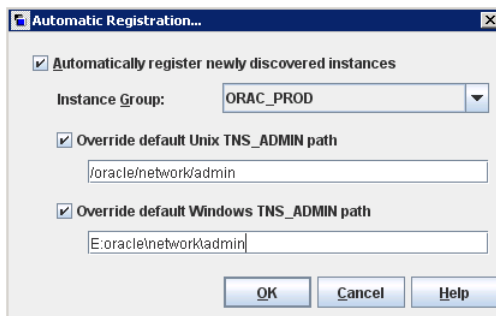 Automatic Registration...
Automatically register newly discovered instances
Instance Group: ORAC_PROD
Override default Unix TNS_ADMIN path
/oracle/network/admin
Override default Windows TNS_ADMIN path
E:oracle\network\admin
OK Cancel Help